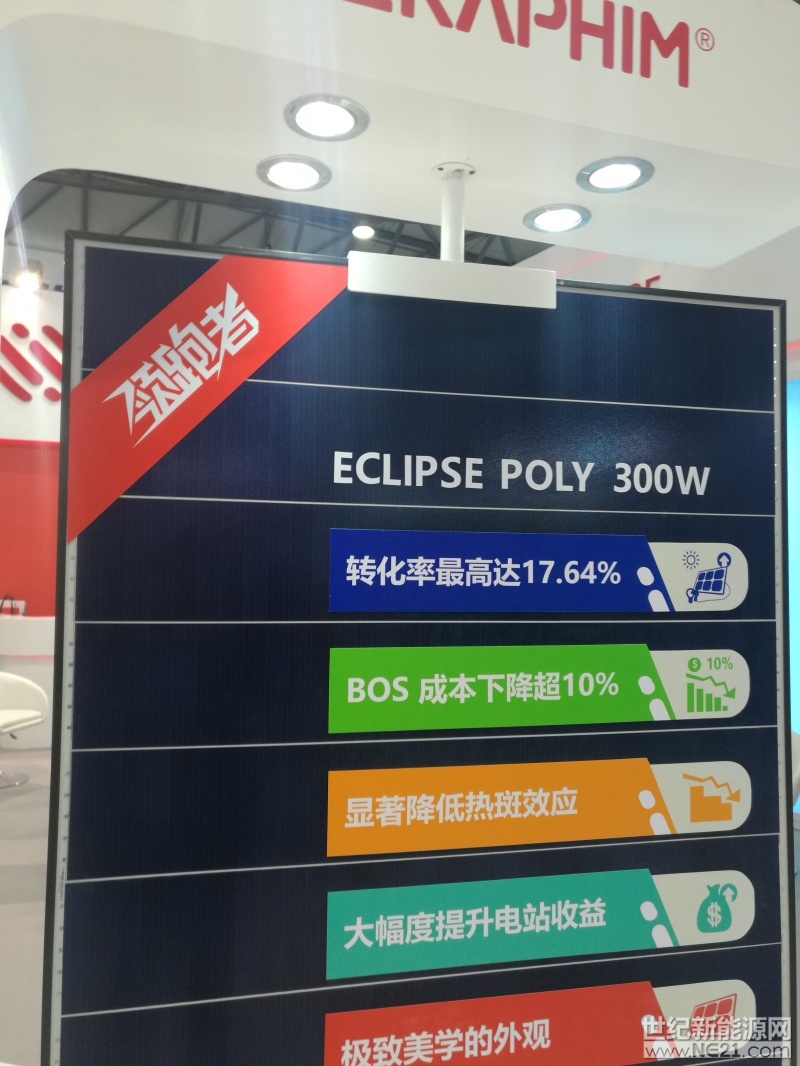 ERAPHIM®
领跑者
ECLIPSE POLY 300W
转化率最高达17.64%
BOS 成本下降超10%
$ 10%
显著降低热斑效应
大幅度提升电站收益
$
极致美学的外观
世纪新能源网
www.NE21.com